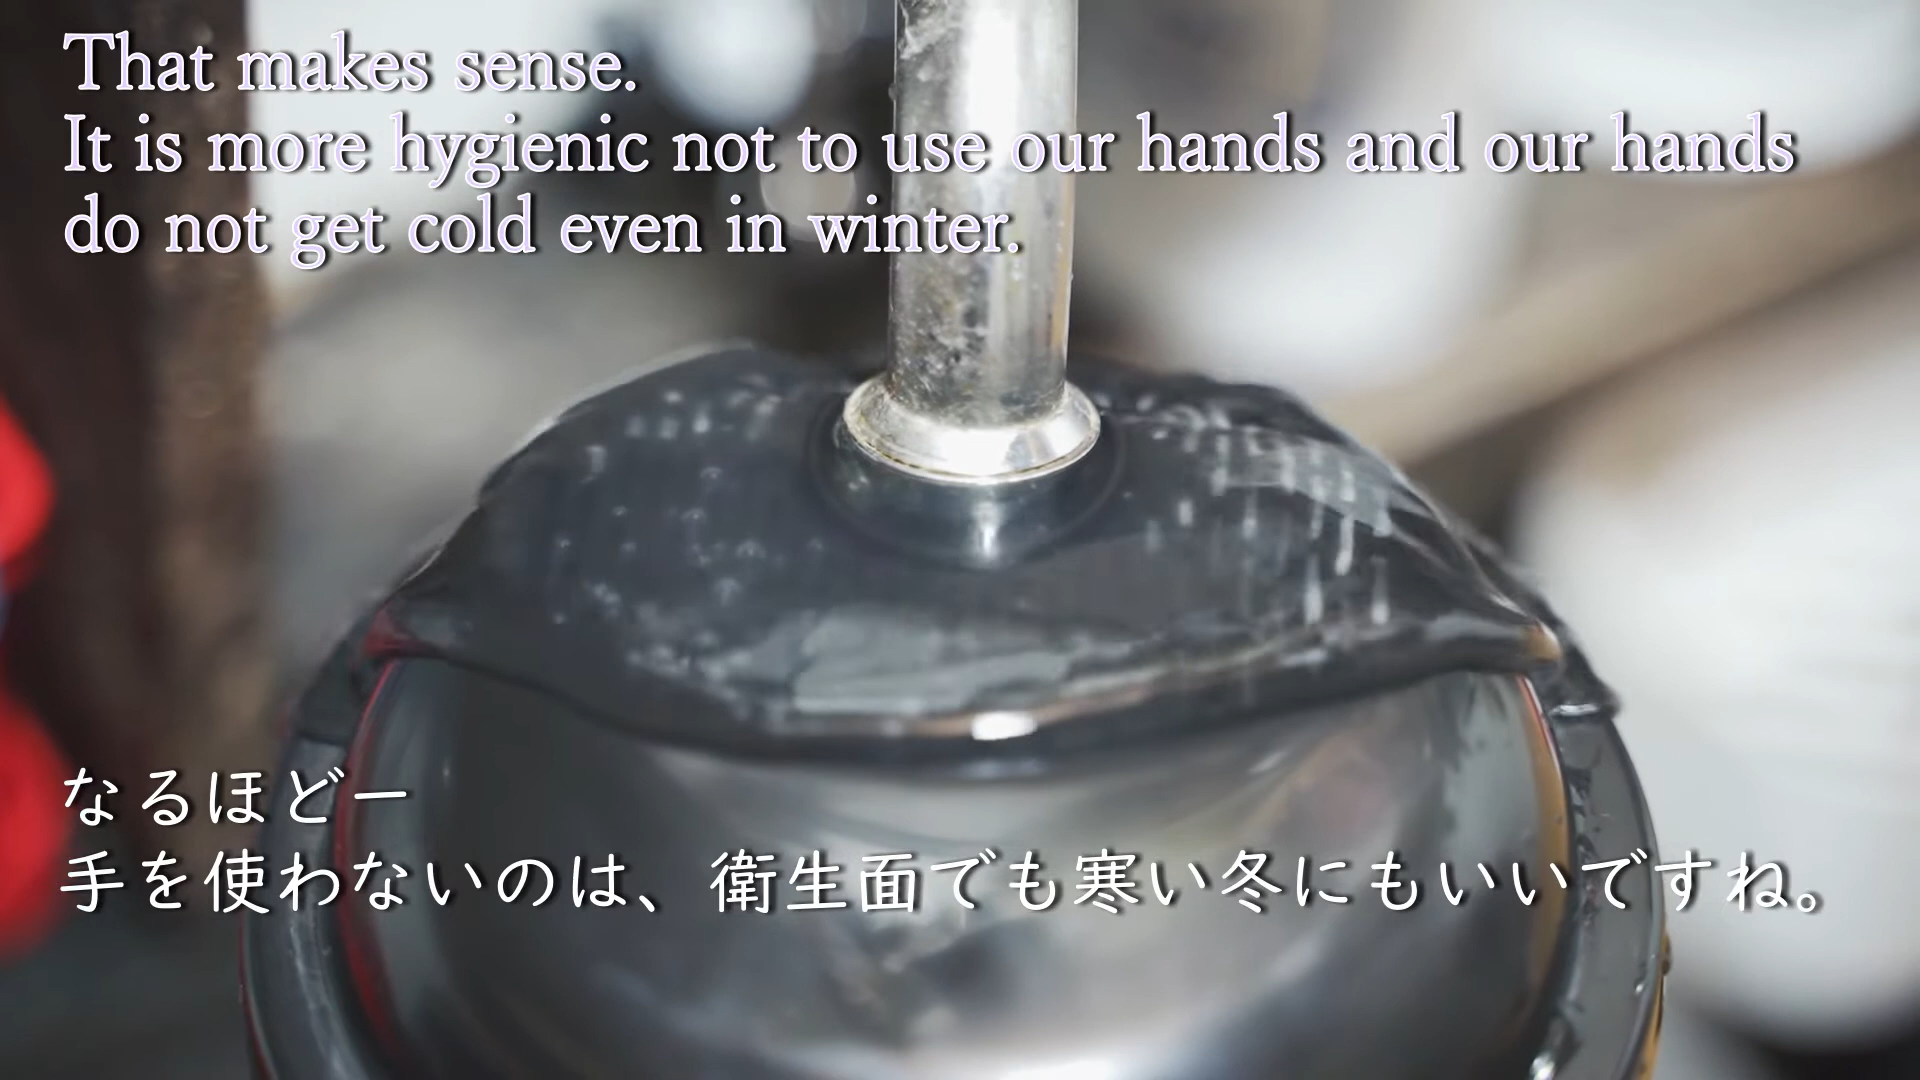 That makes sense.
It is more hygienic not to use our hands and our hands
do not get cold even in winter.
なるほどー
手を使わないのは、衛生面でも寒い冬にもいいですね。